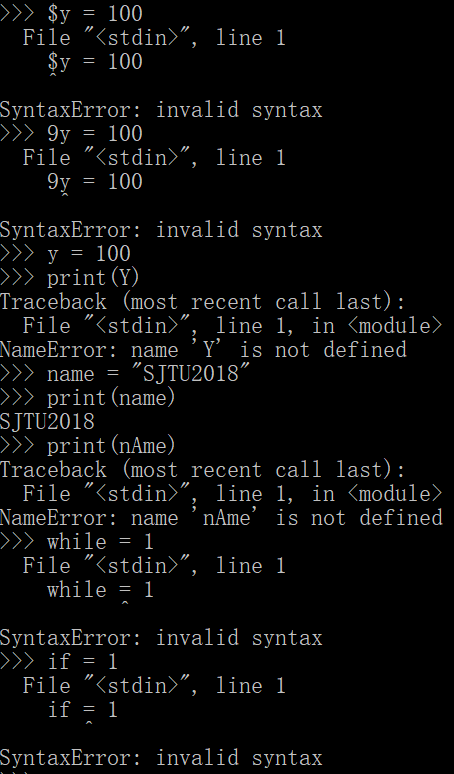 >>> $y = 100
  File "<stdin>", line 1
    $y = 100
    ^
SyntaxError: invalid syntax
>>> 9y = 100
  File "<stdin>", line 1
    9y = 100
     ^
SyntaxError: invalid syntax
>>> y = 100
>>> print(Y)
Traceback (most recent call last):
  File "<stdin>", line 1, in <module>
NameError: name 'Y' is not defined
>>> name = "SJTU2018"
>>> print(name)
SJTU2018
>>> print(nAme)
Traceback (most recent call last):
  File "<stdin>", line 1, in <module>
NameError: name 'nAme' is not defined
>>> while = 1
  File "<stdin>", line 1
    while = 1
          ^
SyntaxError: invalid syntax
>>> if = 1
  File "<stdin>", line 1
    if = 1
       ^
SyntaxError: invalid syntax